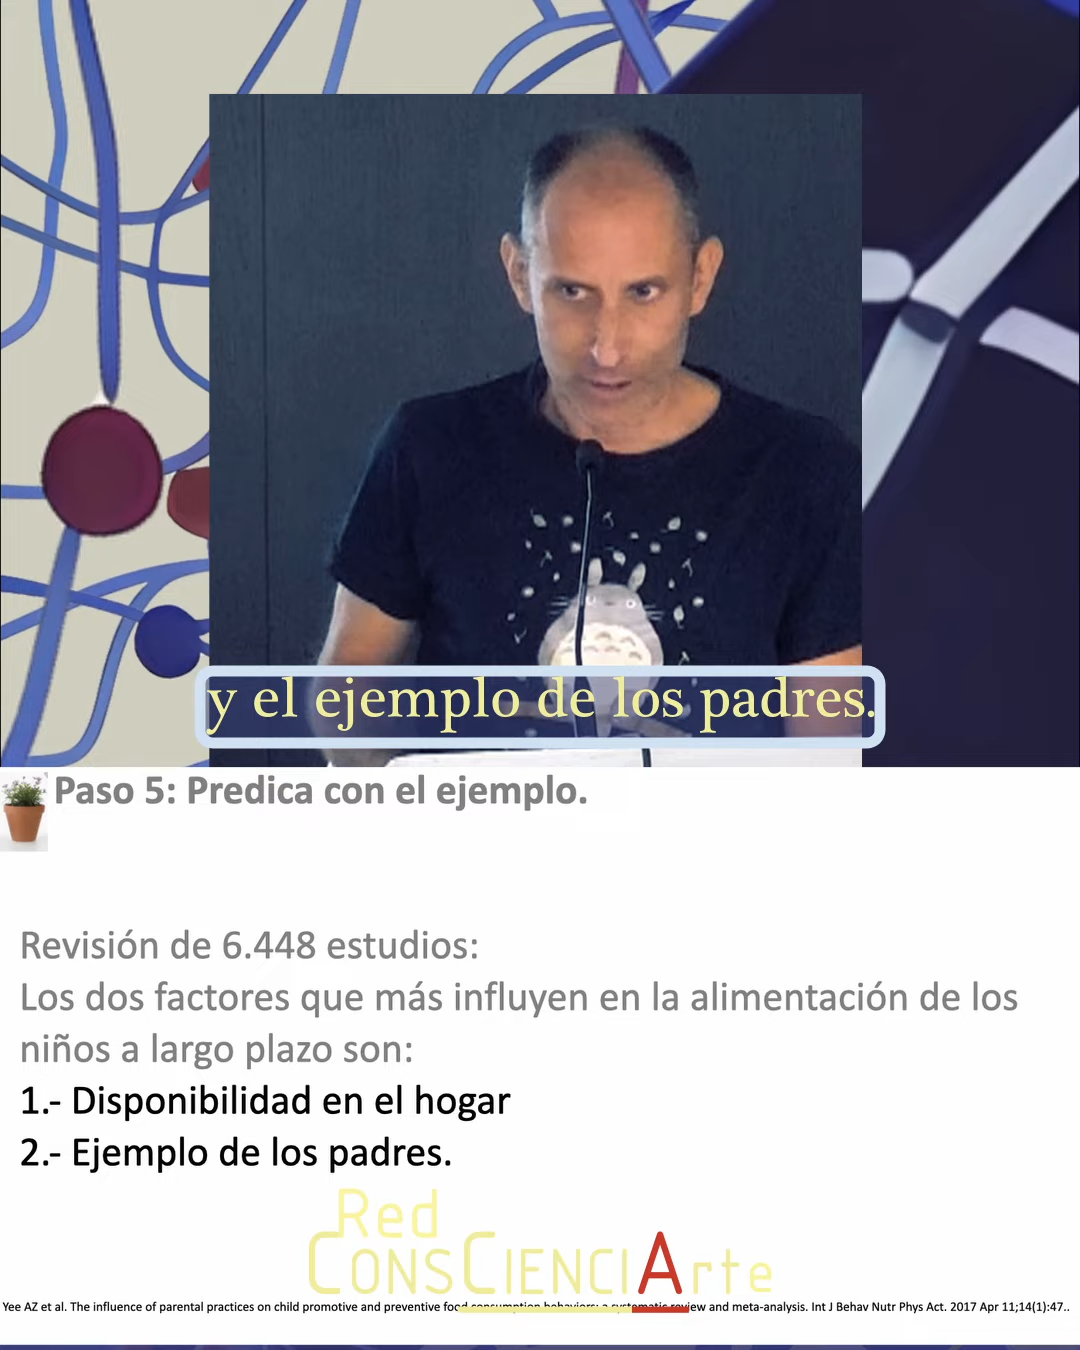 y el ejemplo de los padres.
Paso 5: Predica con el ejemplo.
Revisión de 6.448 estudios:
Los dos factores que más influyen en la alimentación de los
niños a largo plazo son:
1.- Disponibilidad en el hogar
2.- Ejemplo de los padres.
Red
ConsCienciArte
Yee AZ et al. The influence of parental practices on child promotive and preventive food consumption behaviors: a systematic review and meta-analysis. Int J Behav Nutr Phys Act. 2017 Apr 11;14(1):47..